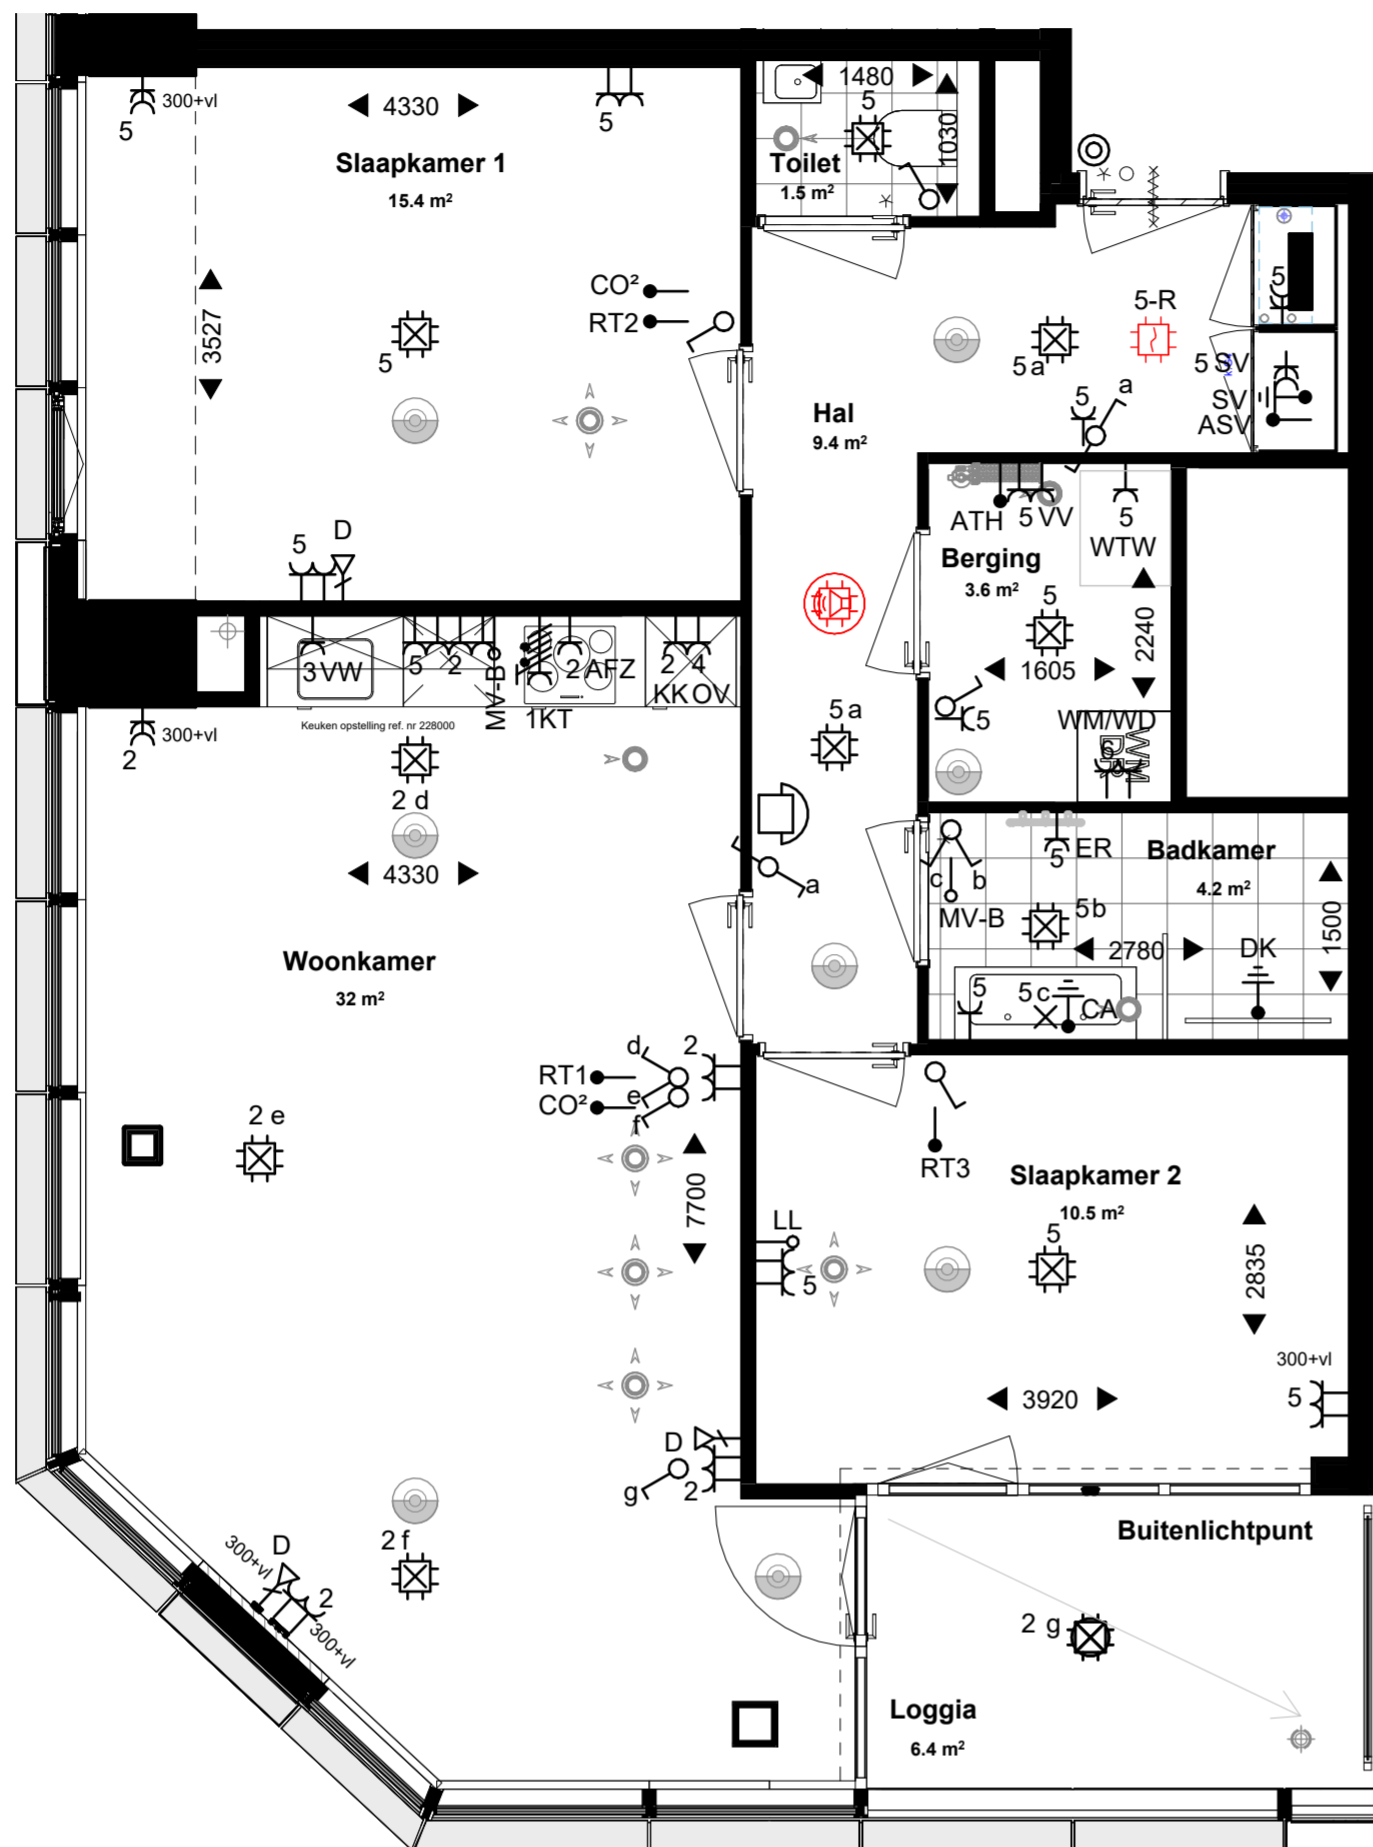 300+vl
5
4330
5
Slaapkamer 1
15.4 m²
3527
CO²
RT2
5
5
D
1480
5
1030
Toilet
1.5 m²
5-R
5
5 a
5 SV
SV
ASV
5
a
Hal
9.4 m²
ATH
5 VV
5
WTW
Berging
3.6 m²
5
2240
1605
5
WM/WD
6
WM
5 a
a
3 VW
5
2
MV-B
1KT
2 AFZ
2
4
KK
OV
Keuken opstelling ref. nr 228000
300+vl
2
2 d
4330
Woonkamer
32 m²
c
b
MV-B
5
ER
Badkamer
4.2 m²
5b
1500
2780
DK
5
5 c
CA
d
2
RT1
e
CO²
f
2 e
7700
RT3
Slaapkamer 2
10.5 m²
LL
5
5
2835
300+vl
5
3920
D
g
2
2 f
D
300+vl
2
300+vl
Buitenlichtpunt
2 g
Loggia
6.4 m²